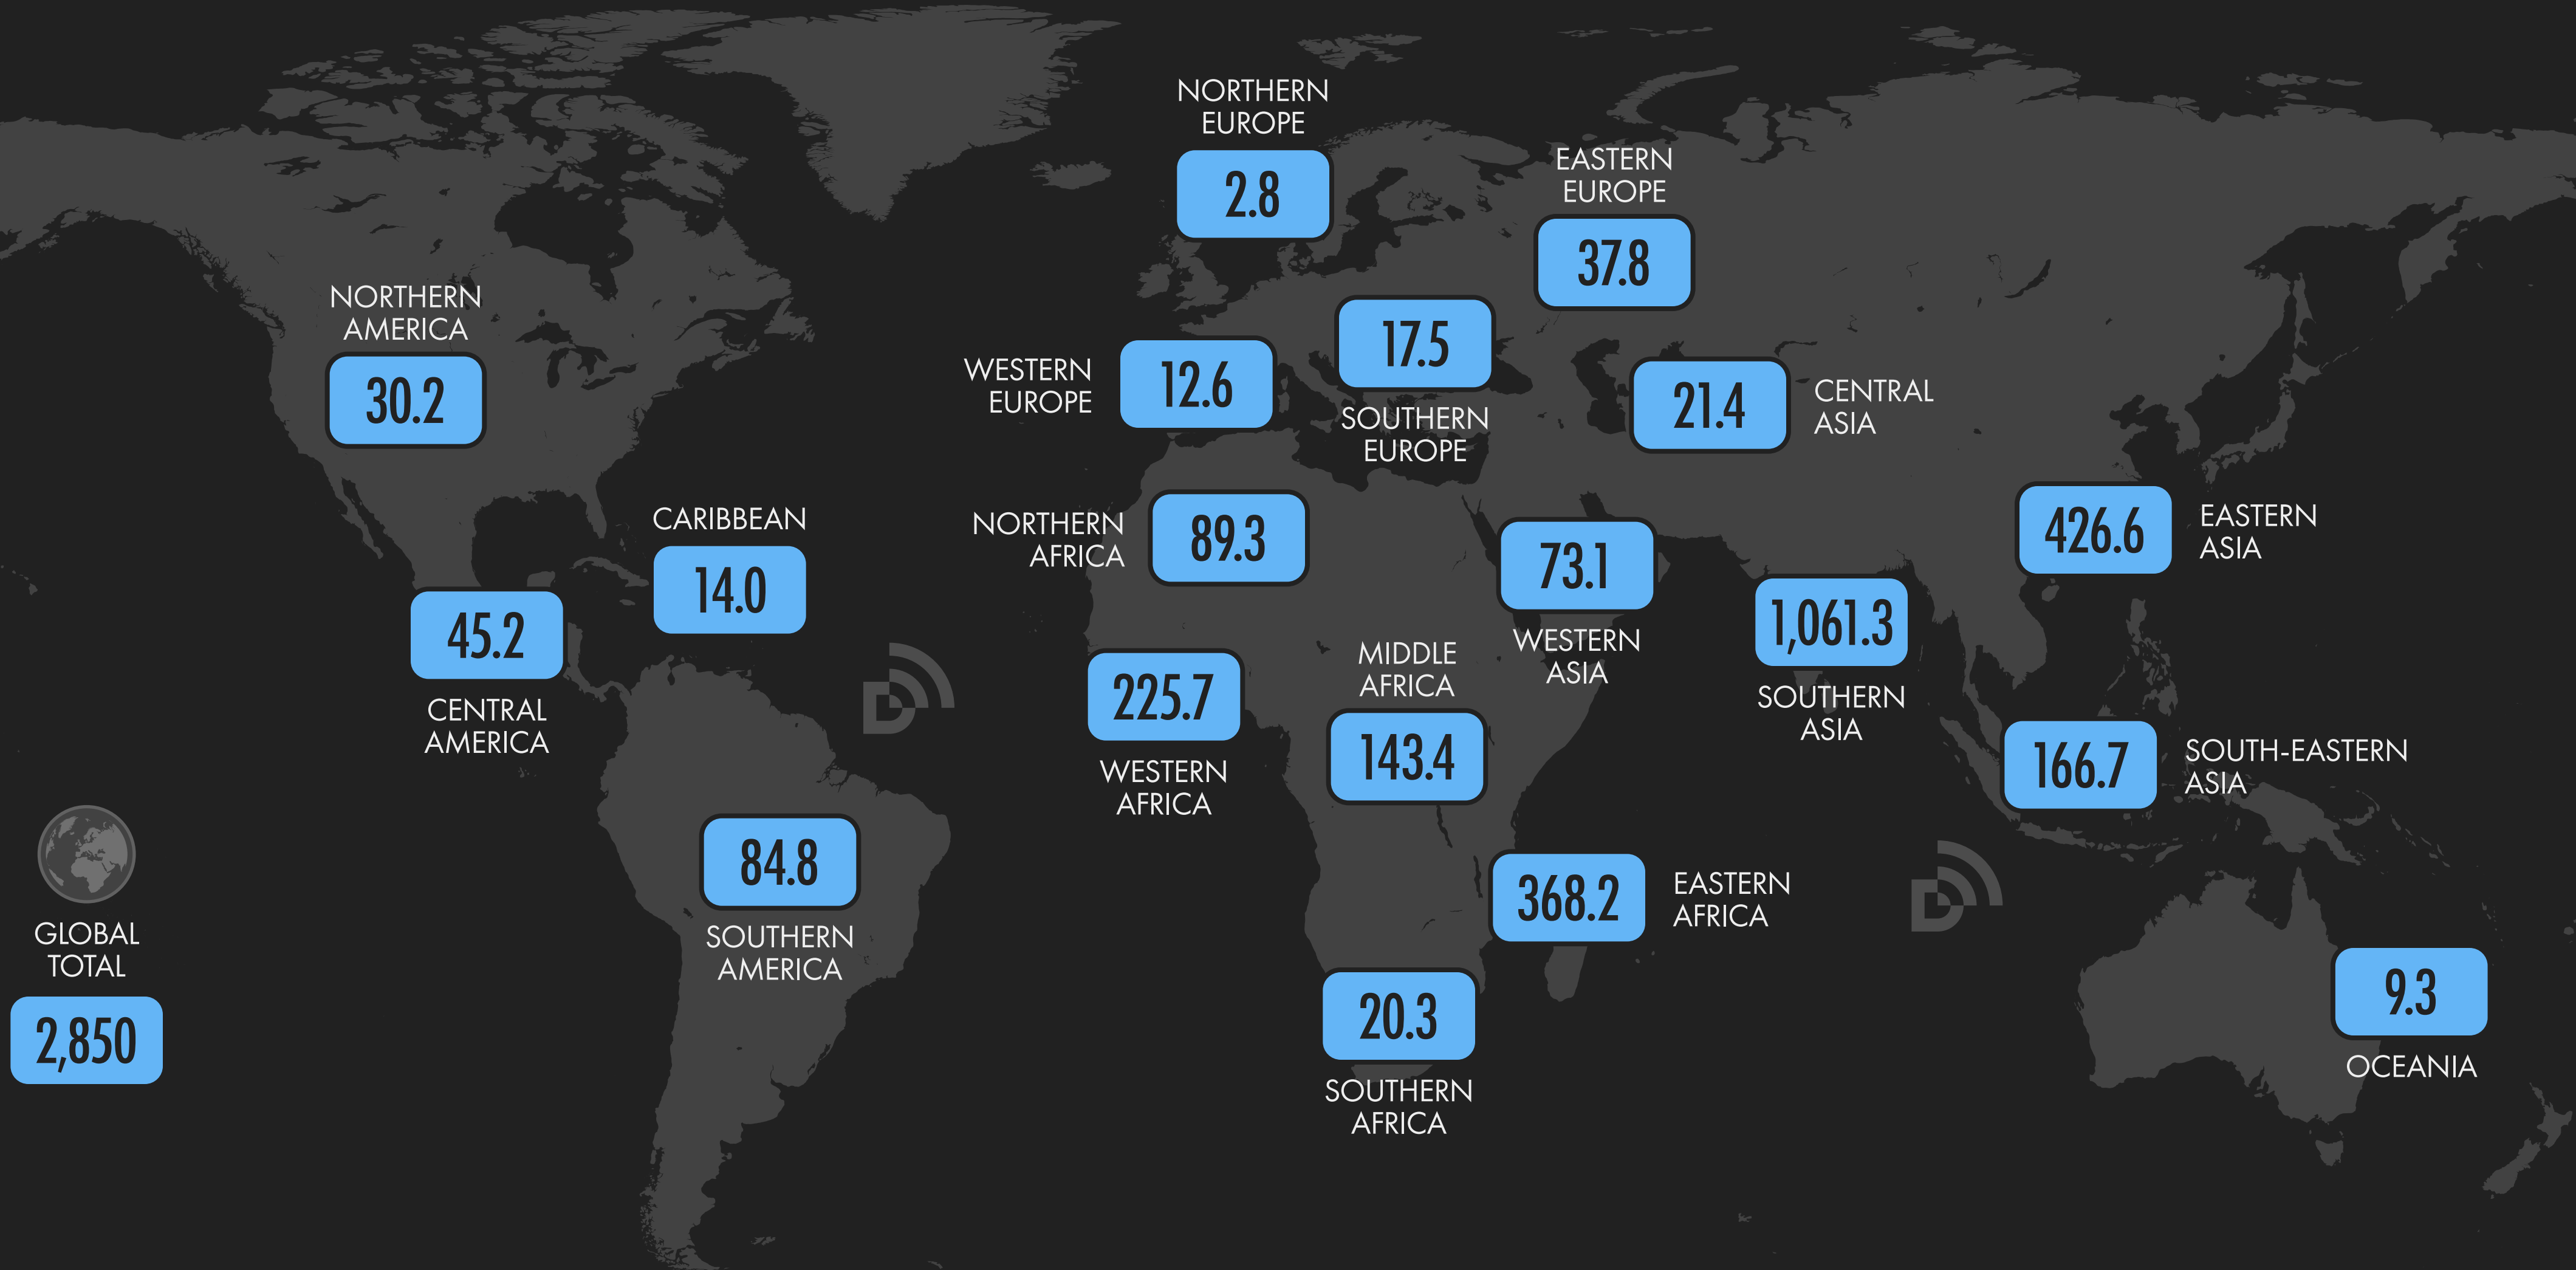 NORTHERN
EUROPE
2.8
EASTERN
EUROPE
37.8
NORTHERN
AMERICA
30.2
WESTERN
EUROPE
12.6
17.5
SOUTHERN
EUROPE
21.4
CENTRAL
ASIA
CARIBBEAN
14.0
NORTHERN
AFRICA
89.3
73.1
WESTERN
ASIA
426.6
EASTERN
ASIA
45.2
CENTRAL
AMERICA
1,061.3
SOUTHERN
ASIA
225.7
WESTERN
AFRICA
MIDDLE
AFRICA
143.4
166.7
SOUTH-EASTERN
ASIA
84.8
SOUTHERN
AMERICA
368.2
EASTERN
AFRICA
GLOBAL
TOTAL
2,850
20.3
SOUTHERN
AFRICA
9.3
OCEANIA